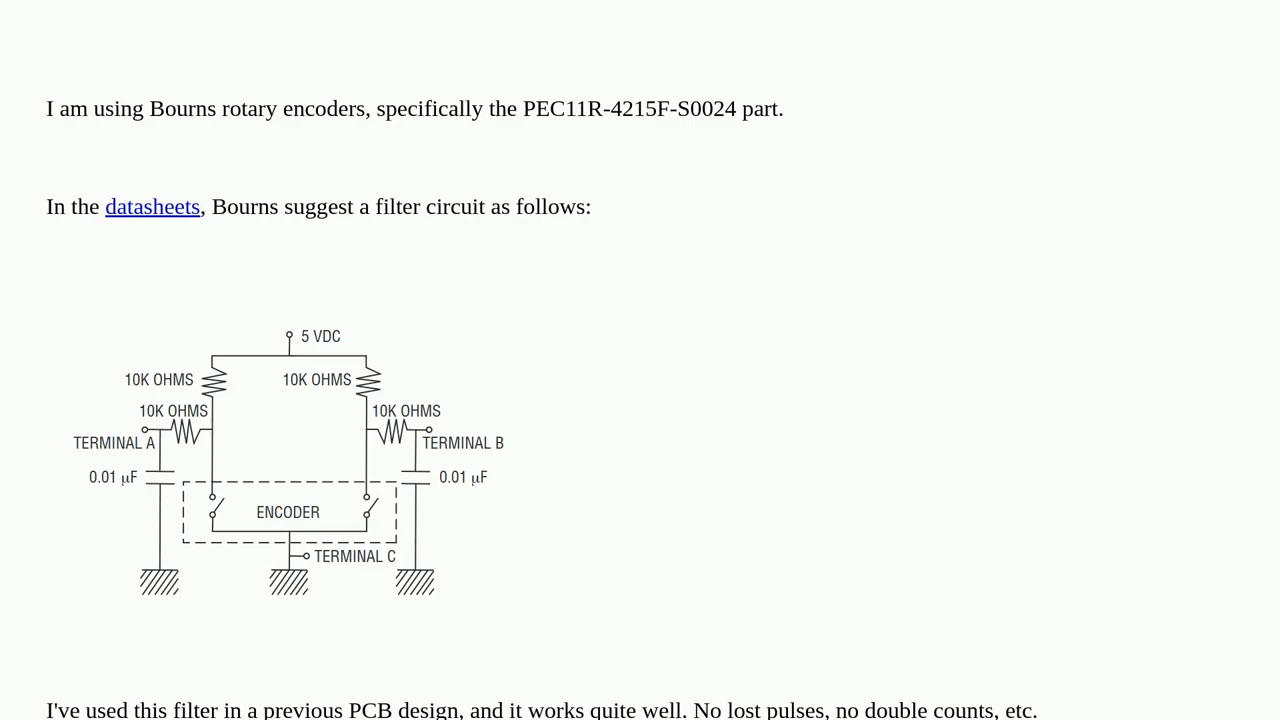 I am using Bourns rotary encoders, specifically the PEC11R-4215F-S0024 part.
In the datasheets, Bourns suggest a filter circuit as follows:
5 VDC
10K OHMS
10K OHMS
10K OHMS
10K OHMS
TERMINAL A
TERMINAL B
0.01 µF
0.01 µF
ENCODER
TERMINAL C
I've used this filter in a previous PCB design, and it works quite well. No lost pulses, no double counts, etc.